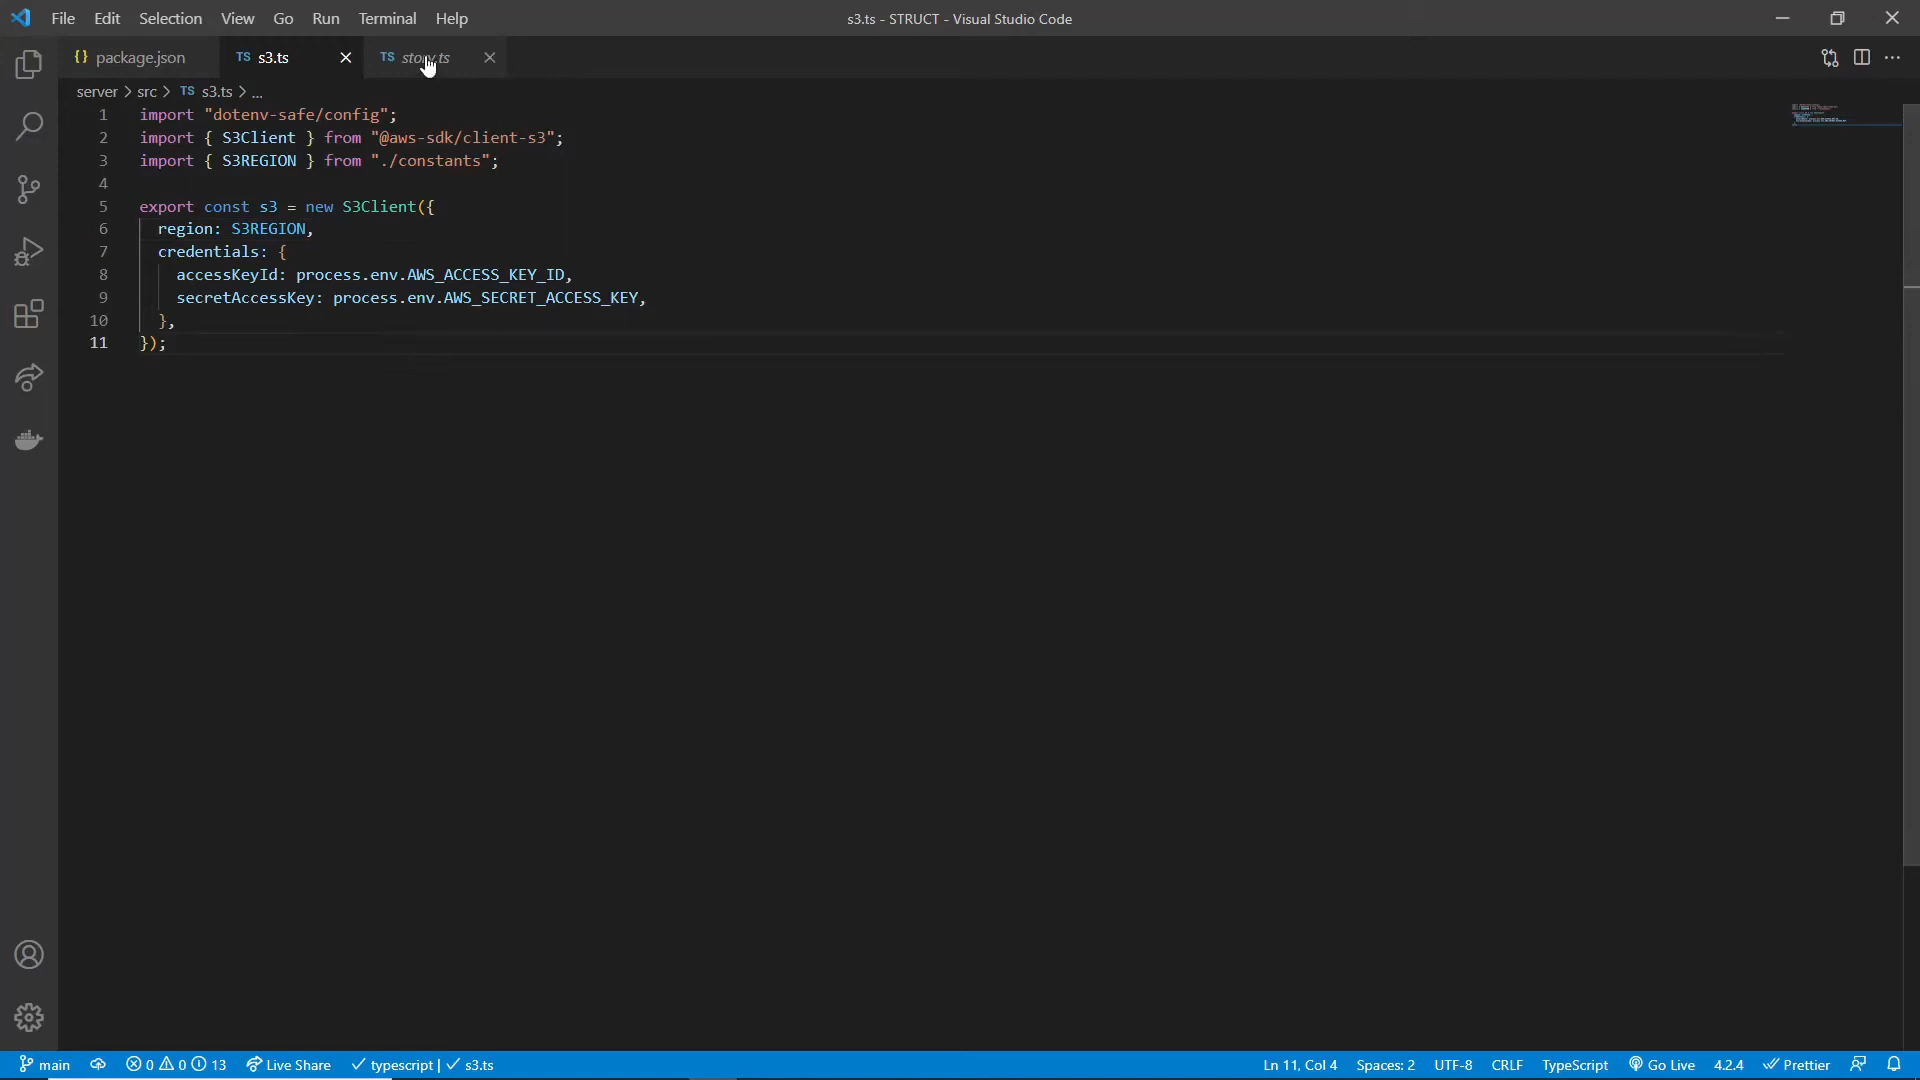 File Edit Selection View Go Run Terminal Help
s3.ts - STRUCT - Visual Studio Code
{} package.json
TS s3.ts
TS story.ts
server > src > TS s3.ts > ...
1 import "dotenv-safe/config";
2 import { S3Client } from "@aws-sdk/client-s3";
3 import { S3REGION } from "./constants";
4
5 export const s3 = new S3Client({
6 region: S3REGION,
7 credentials: {
8 accessKeyId: process.env.AWS_ACCESS_KEY_ID,
9 secretAccessKey: process.env.AWS_SECRET_ACCESS_KEY,
10 },
11 });
main 0 0 13 Live Share typescript | s3.ts Ln 11, Col 4 Spaces: 2 UTF-8 CRLF TypeScript Go Live 4.2.4 Prettier